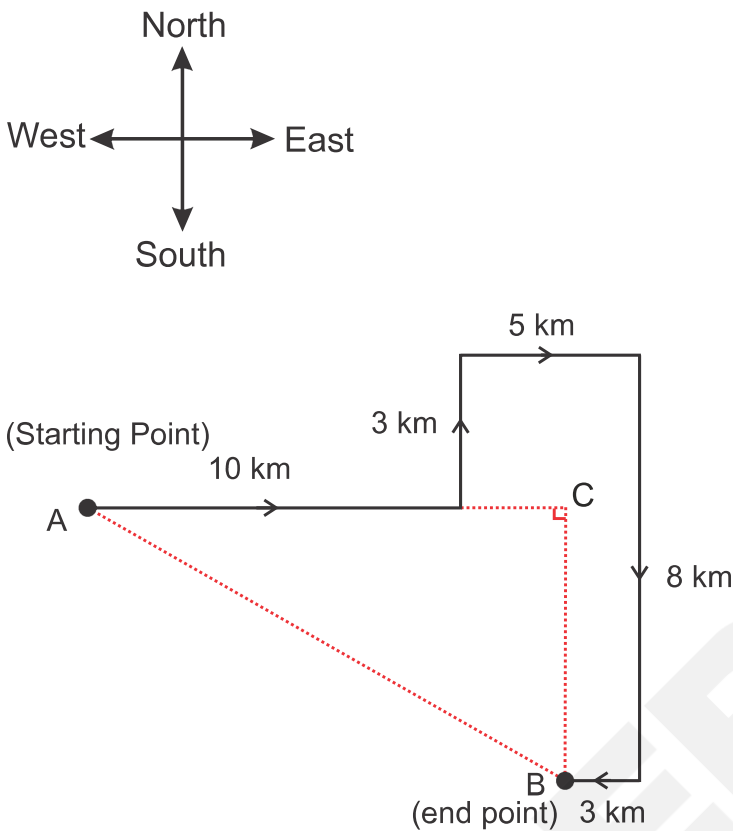 North
West East
South
5 km
3 km
(Starting Point)
10 km
C
A
8 km
B
(end point) 3 km